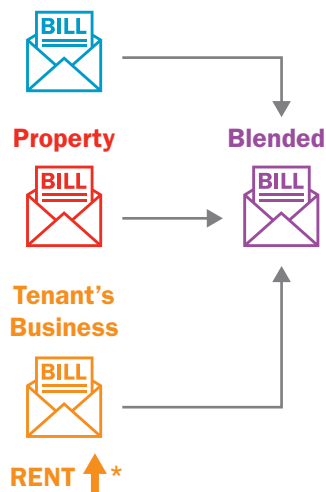 BILL
Property
Blended
BILL
BILL
Tenant's
Business
BILL
RENT *